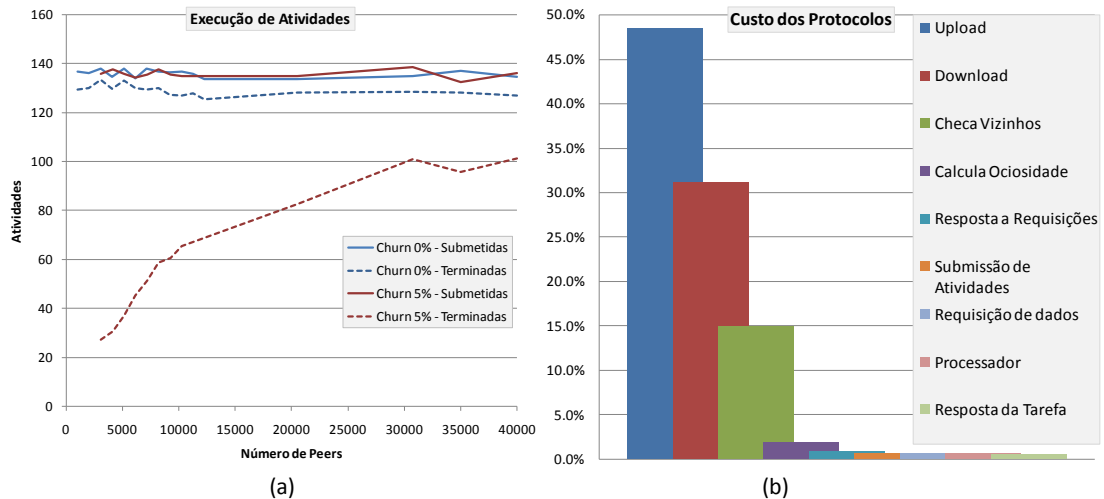 Execução de Atividades
160
140
120
100
80
60
40
20
0
Atividades
Churn 0% - Submetidas
Churn 0% - Terminadas
Churn 5% - Submetidas
Churn 5% - Terminadas
0 5000 10000 15000 20000 25000 30000 35000 40000
Número de Peers
(a)
Custo dos Protocolos
50.0%
45.0%
40.0%
35.0%
30.0%
25.0%
20.0%
15.0%
10.0%
5.0%
0.0%
Upload
Download
Checa Vizinhos
Calcula Ociosidade
Resposta a Requisições
Submissão de
Atividades
Requisição de dados
Processador
Resposta da Tarefa
(b)